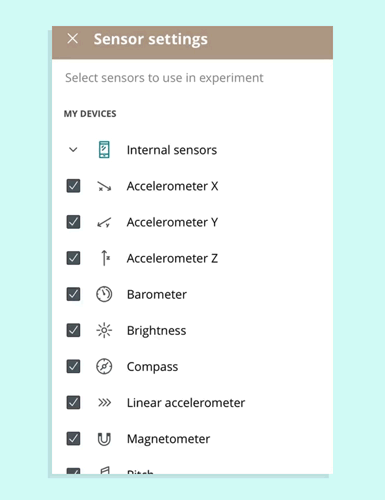 Sensor settings
Select sensors to use in experiment
MY DEVICES
Internal sensors
Accelerometer X
Accelerometer Y
Accelerometer Z
Barometer
Brightness
Compass
Linear accelerometer
Magnetometer
Pitch